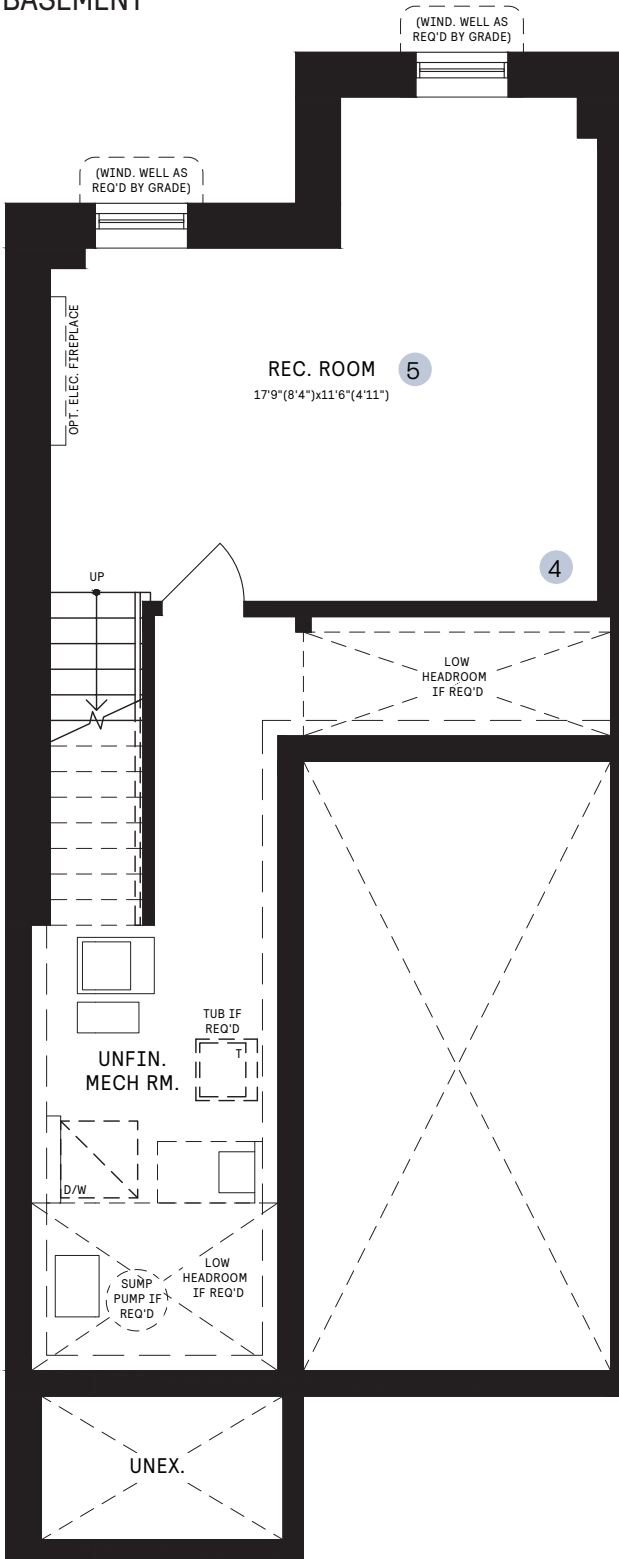 BASEMENT
(WIND. WELL AS
REQ'D BY GRADE)
(WIND. WELL AS
REQ'D BY GRADE)
OPT. ELEC. FIREPLACE
REC. ROOM 5
17'9"(8'4")x11'6"(4'11")
4
UP
LOW
HEADROOM
IF REQ'D
TUB IF
REQ'D
T
UNFIN.
MECH RM.
D/W
LOW
HEADROOM
IF REQ'D
SUMP
PUMP IF
REQ'D
UNEX.